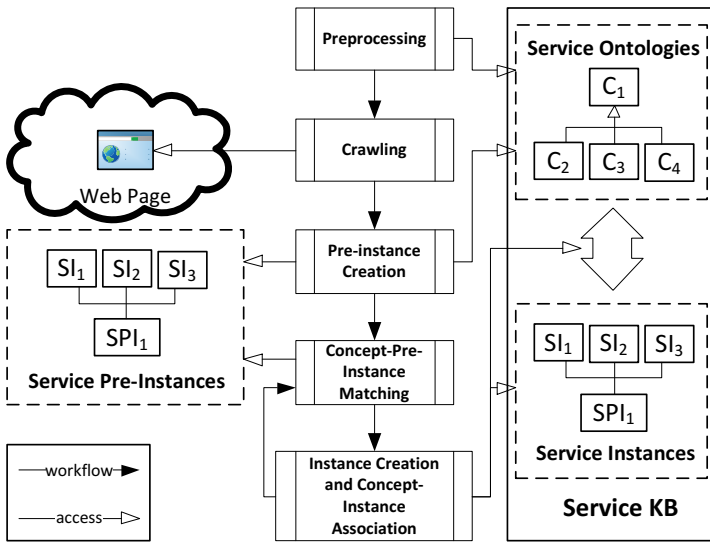 Preprocessing
Crawling
Pre-instance
Creation
Concept-Pre-
Instance
Matching
Instance Creation
and Concept-
Instance
Association
Web Page
SI1 SI2 SI3
SPI1
Service Pre-Instances
workflow
access
Service Ontologies
C1
C2 C3 C4
SI1 SI2 SI3
SPI1
Service Instances
Service KB